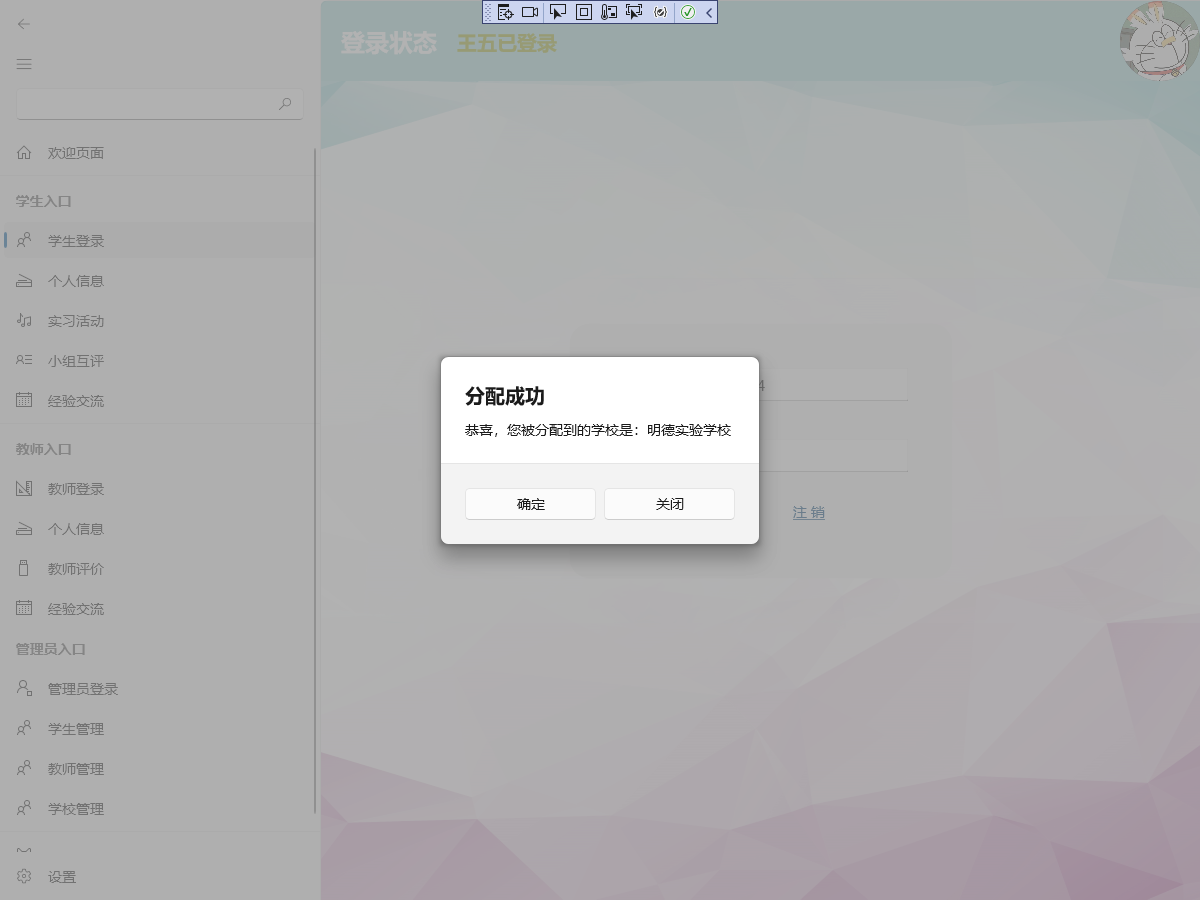 登录状态 王五已登录
欢迎页面
学生入口
学生登录
个人信息
实习活动
小组互评
经验交流
教师入口
教师登录
个人信息
教师评价
经验交流
管理员入口
管理员登录
学生管理
教师管理
学校管理
设置
4
分配成功
恭喜，您被分配到的学校是：明德实验学校
确定 关闭
注 销